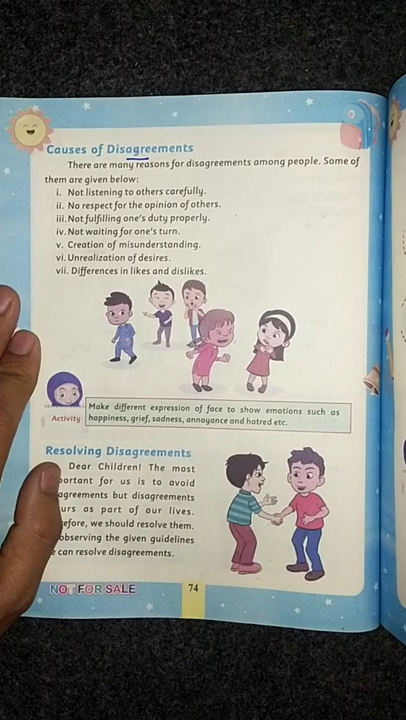 Causes of Disagreements
There are many reasons for disagreements among people. Some of
them are given below:
i. Not listening to others carefully.
ii. No respect for the opinion of others.
iii. Not fulfilling one's duty properly.
iv. Not waiting for one's turn.
v. Creation of misunderstanding.
vi. Unrealization of desires.
vii. Differences in likes and dislikes.
Activity
Make different expression of face to show emotions such as
happiness, grief, sadness, annoyance and hatred etc.
Resolving Disagreements
Dear Children! The most
portant for us is to avoid
agreements but disagreements
urs as part of our lives.
efore, we should resolve them.
observing the given guidelines
can resolve disagreements.
NOT FOR SALE
74